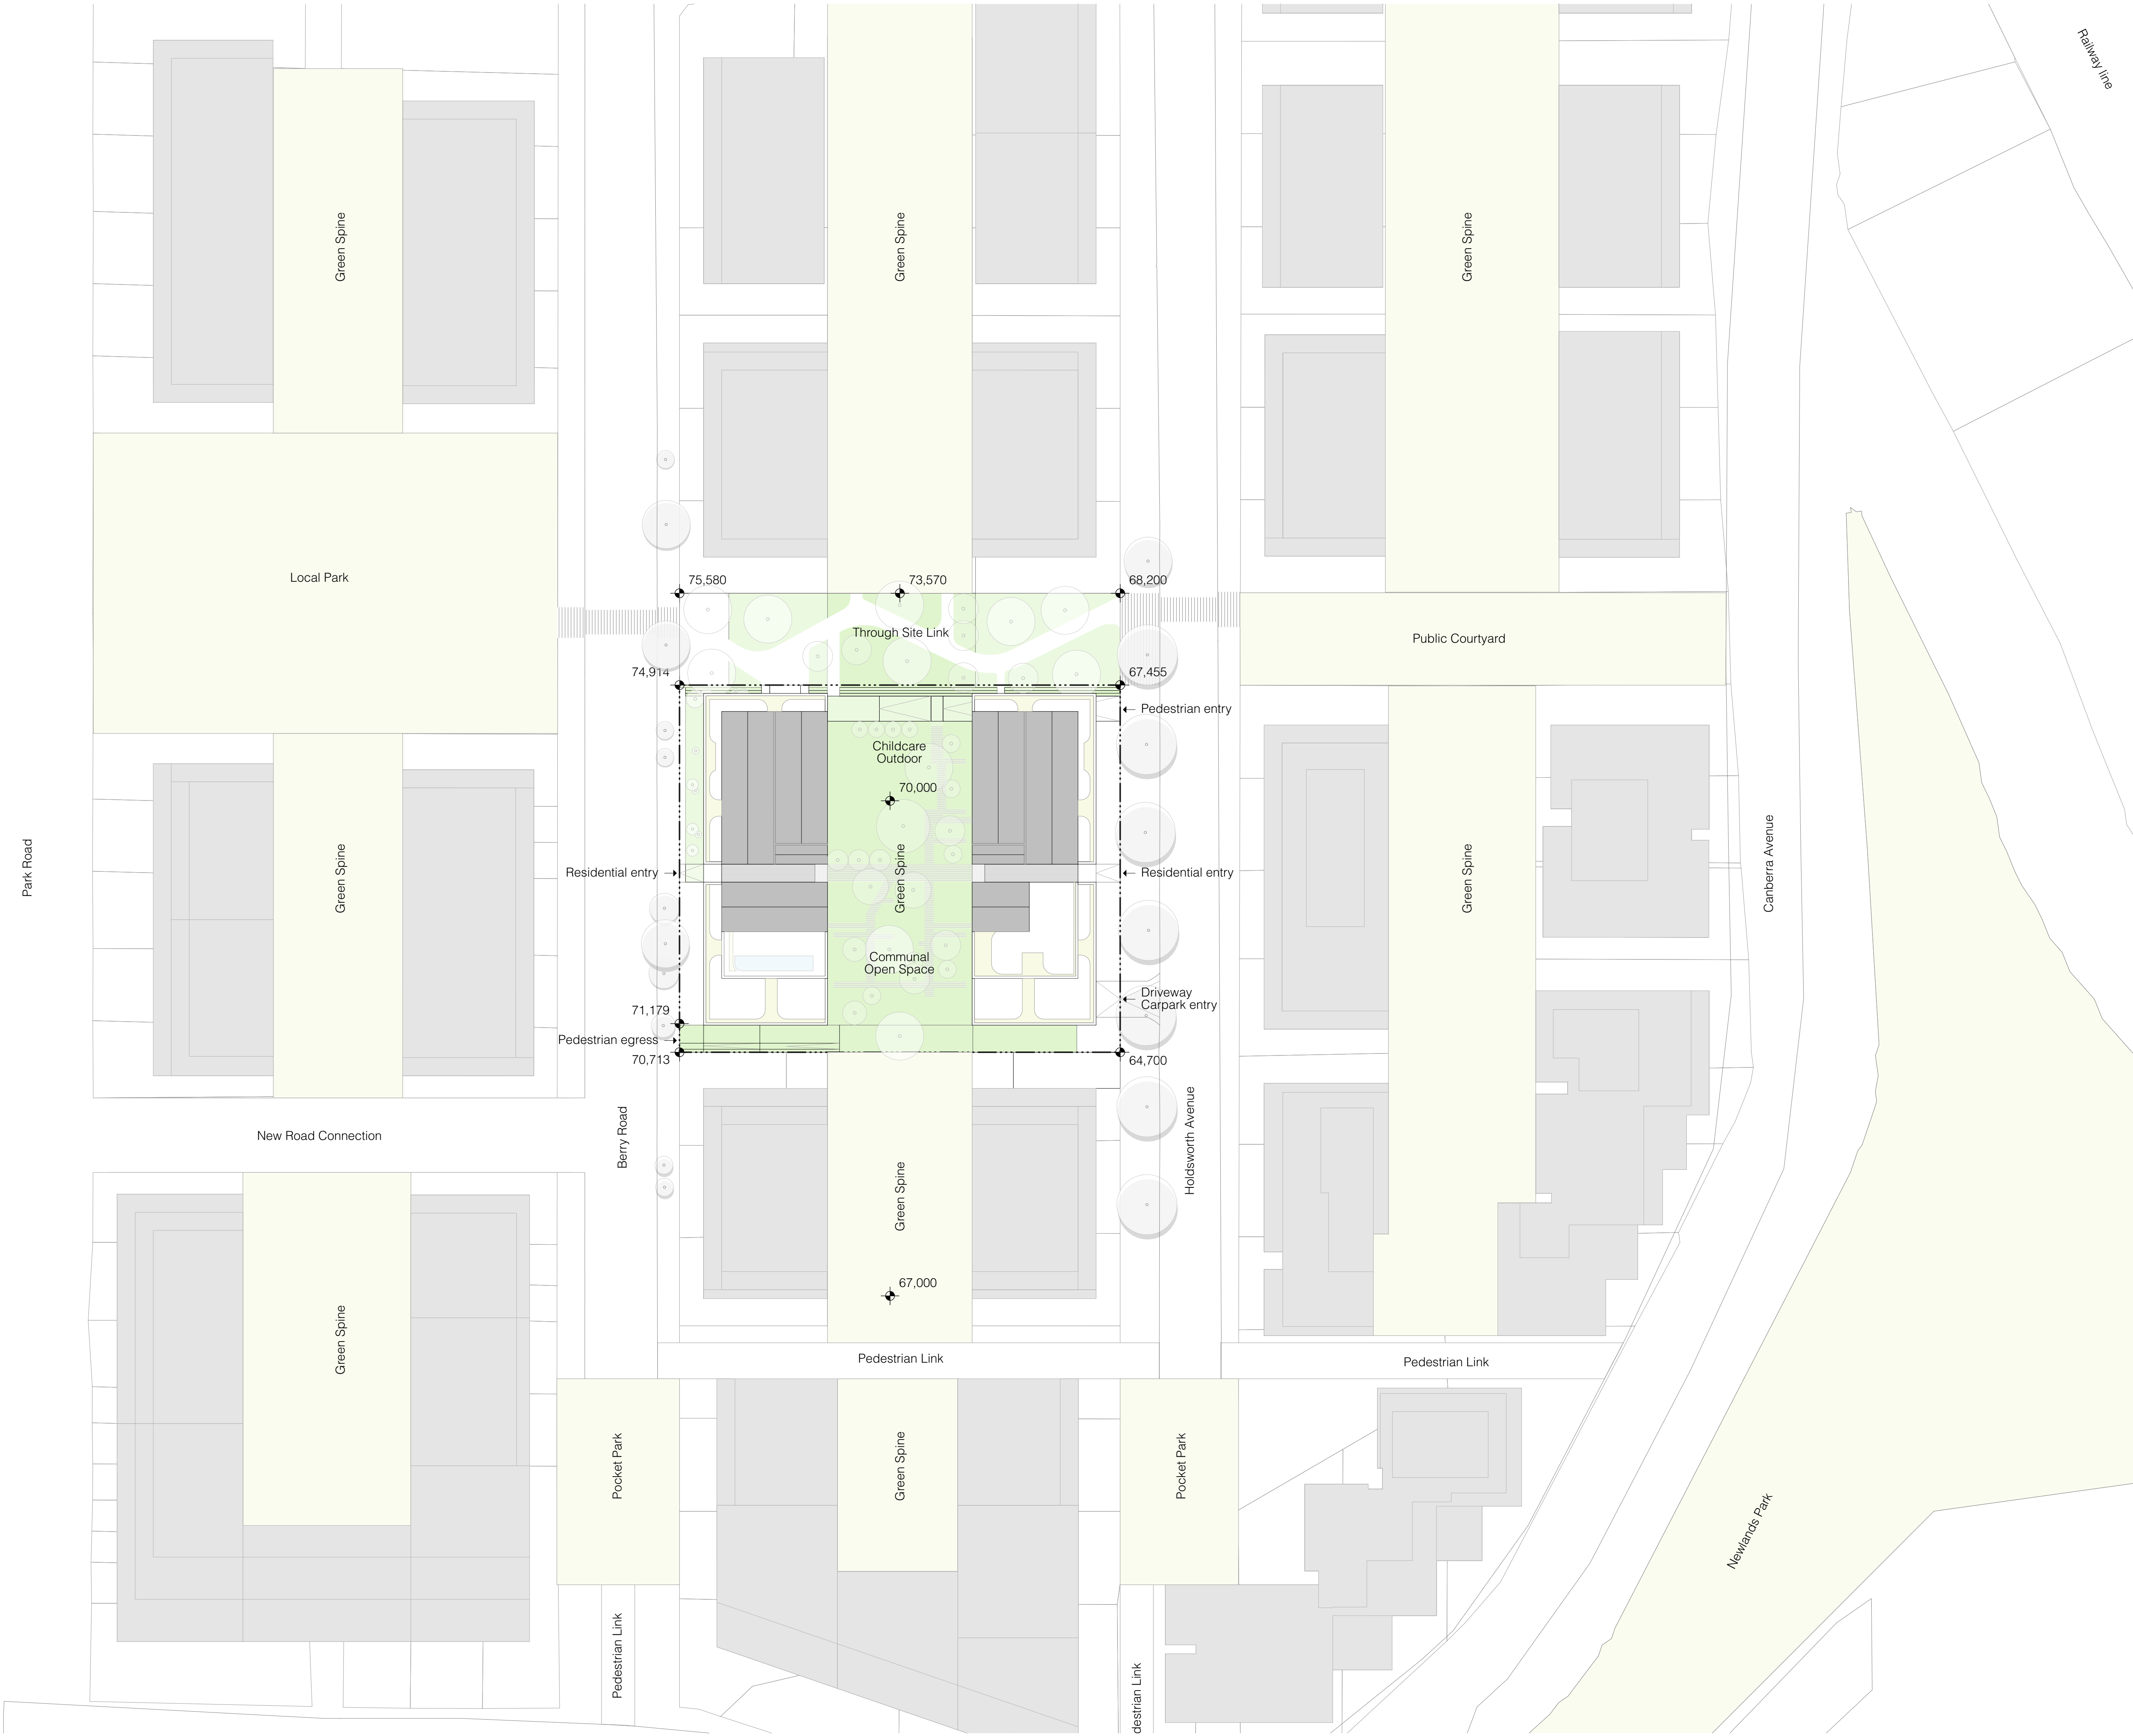 Railway line
Green Spine
Green Spine
Green Spine
Local Park
75,580
73,570
68,200
Through Site Link
Public Courtyard
74,914
67,455
Pedestrian entry
Childcare
Outdoor
70,000
Park Road
Green Spine
Residential entry
Green Spine
Residential entry
Green Spine
Canberra Avenue
Communal
Open Space
Driveway
Carpark entry
71,179
Pedestrian egress
70,713
64,700
New Road Connection
Berry Road
Holdsworth Avenue
Green Spine
67,000
Green Spine
Pedestrian Link
Pedestrian Link
Pocket Park
Green Spine
Pocket Park
Newlands Park
Pedestrian Link
destrian Link